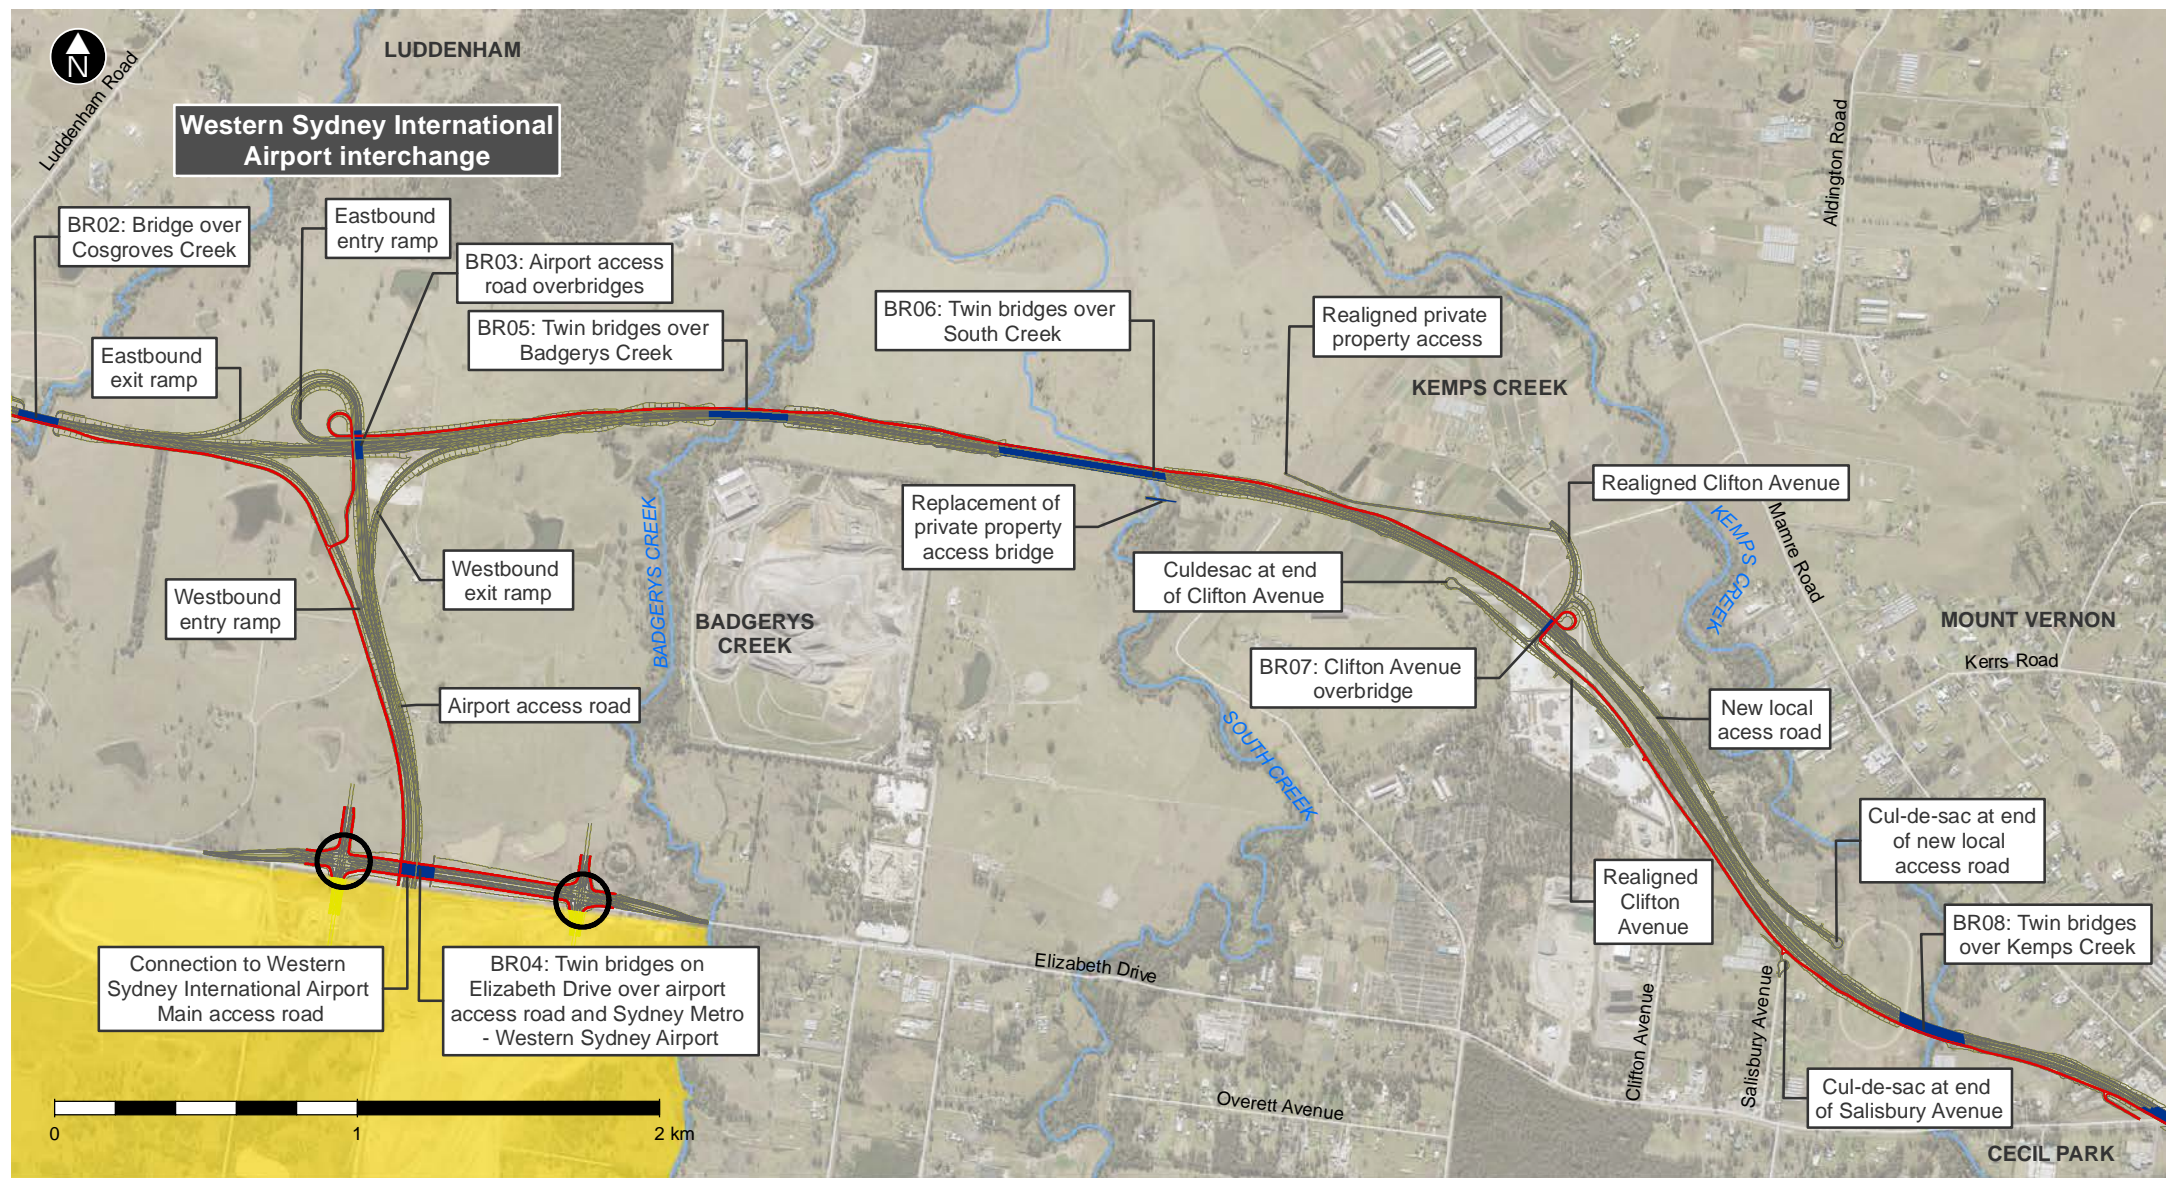 N
LUDDENHAM
Luddenham Road
Western Sydney International
Airport interchange
BR02: Bridge over
Cosgroves Creek
Eastbound
entry ramp
BR03: Airport access
road overbridges
Eastbound
exit ramp
BR05: Twin bridges over
Badgerys Creek
BR06: Twin bridges over
South Creek
Realigned private
property access
Aldington Road
KEMPS CREEK
Realigned Clifton Avenue
Replacement of
private property
access bridge
BADGERYS CREEK
KEMPS CREEK
Mamre Road
Westbound
exit ramp
Westbound
entry ramp
Culdesac at end
of Clifton Avenue
BADGERYS
CREEK
MOUNT VERNON
Kerrs Road
BR07: Clifton Avenue
overbridge
Airport access road
SOUTH CREEK
New local
acess road
Cul-de-sac at end
of new local
access road
Realigned
Clifton
Avenue
BR08: Twin bridges
over Kemps Creek
Connection to Western
Sydney International Airport
Main access road
BR04: Twin bridges on
Elizabeth Drive over airport
access road and Sydney Metro
- Western Sydney Airport
Elizabeth Drive
Clifton Avenue
Salisbury Avenue
Overett Avenue
Cul-de-sac at end
of Salisbury Avenue
0 1 2 km
CECIL PARK